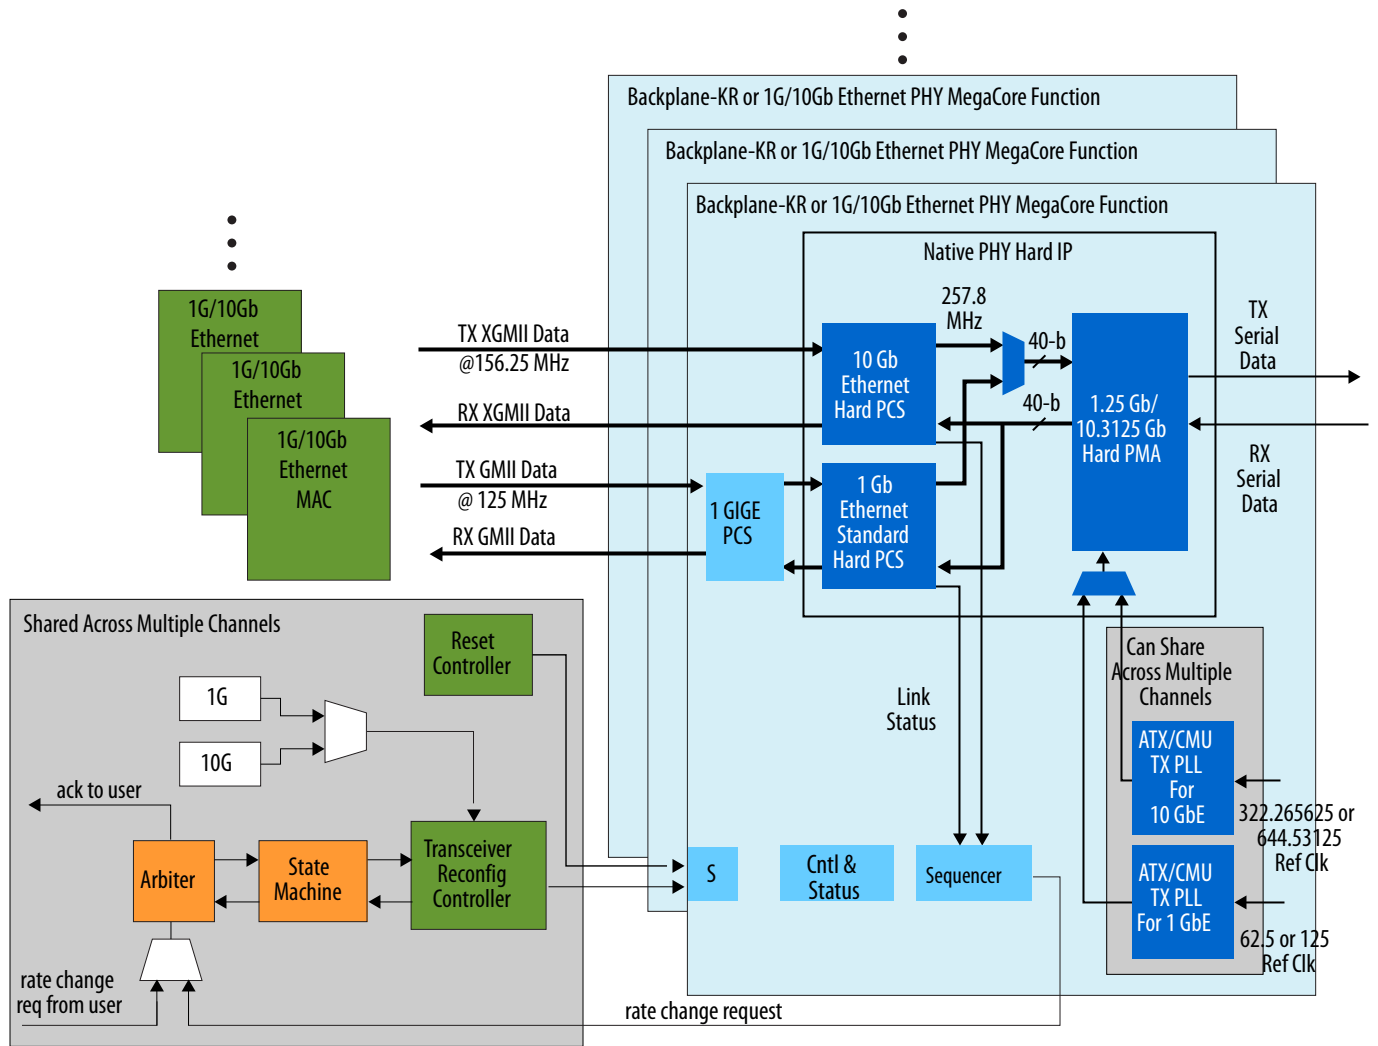 Backplane-KR or 1G/10Gb Ethernet PHY MegaCore Function
Backplane-KR or 1G/10Gb Ethernet PHY MegaCore Function
Backplane-KR or 1G/10Gb Ethernet PHY MegaCore Function
Native PHY Hard IP
1G/10Gb
Ethernet
1G/10Gb
Ethernet
1G/10Gb
Ethernet
MAC
TX XGMII Data
@156.25 MHz
RX XGMII Data
TX GMII Data
@ 125 MHz
RX GMII Data
1 GIGE
PCS
10 Gb
Ethernet
Hard PCS
1 Gb
Ethernet
Standard
Hard PCS
257.8
MHz
40-b
40-b
1.25 Gb/
10.3125 Gb
Hard PMA
TX
Serial
Data
RX
Serial
Data
Link
Status
Can Share
Across Multiple
Channels
ATX/CMU
TX PLL
For
10 GbE
322.265625 or
644.53125
Ref Clk
ATX/CMU
TX PLL
For 1 GbE
62.5 or 125
Ref Clk
S
Cntl &
Status
Sequencer
Shared Across Multiple Channels
Reset
Controller
1G
10G
ack to user
Arbiter
State
Machine
Transceiver
Reconfig
Controller
rate change
req from user
rate change request